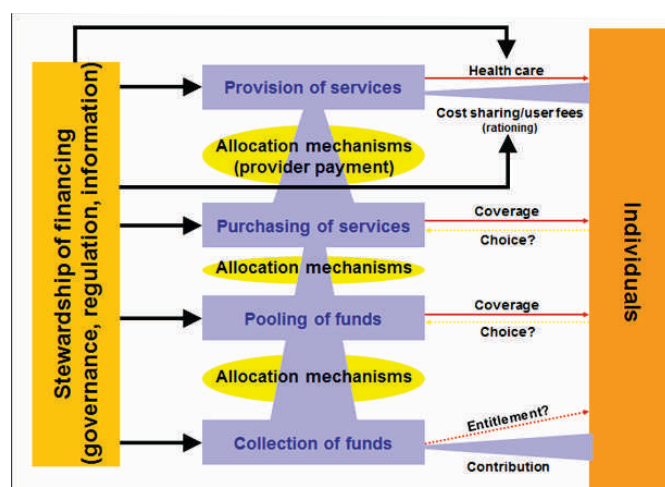 Stewardship of financing
(governance, regulation, information)
Provision of services
Health care
Cost sharing/user fees
(rationing)
Allocation mechanisms
(provider payment)
Purchasing of services
Coverage
Choice?
Allocation mechanisms
Pooling of funds
Coverage
Choice?
Allocation mechanisms
Collection of funds
Entitlement?
Contribution
Individuals